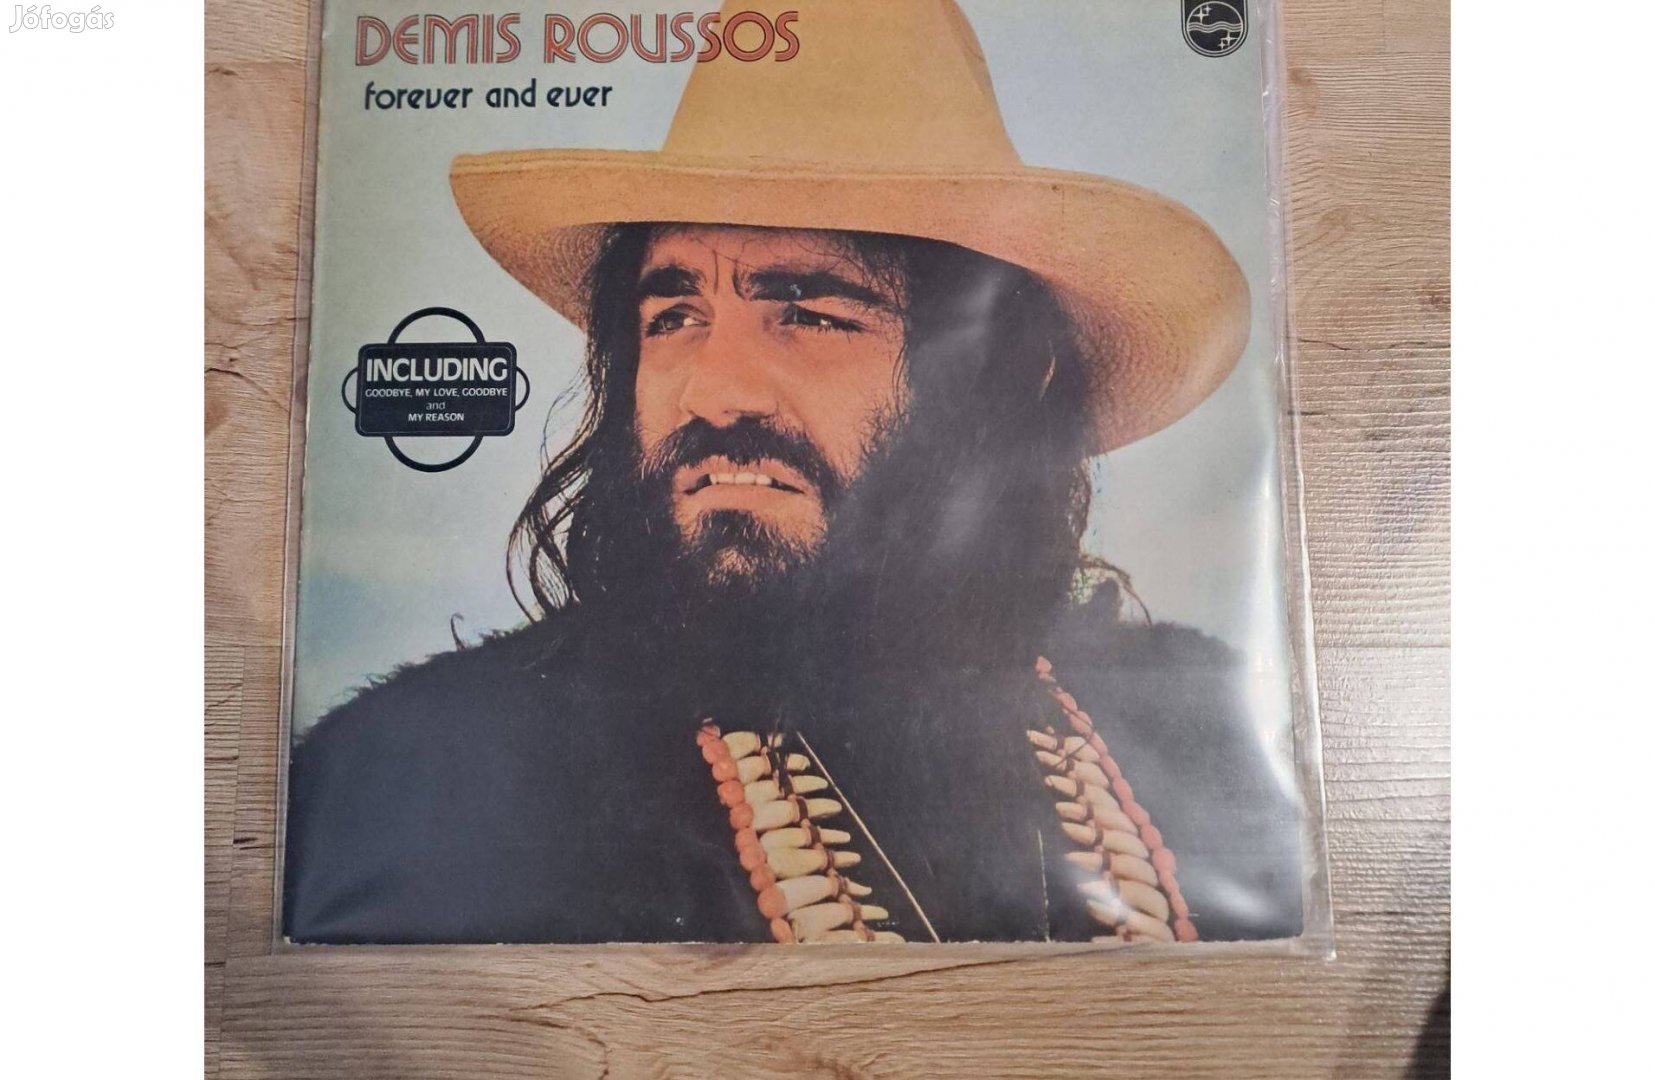 Jófogás
DEMIS ROUSSOS
forever and ever
INCLUDING
GOODBYE, MY LOVE, GOODBYE
and
MY REASON